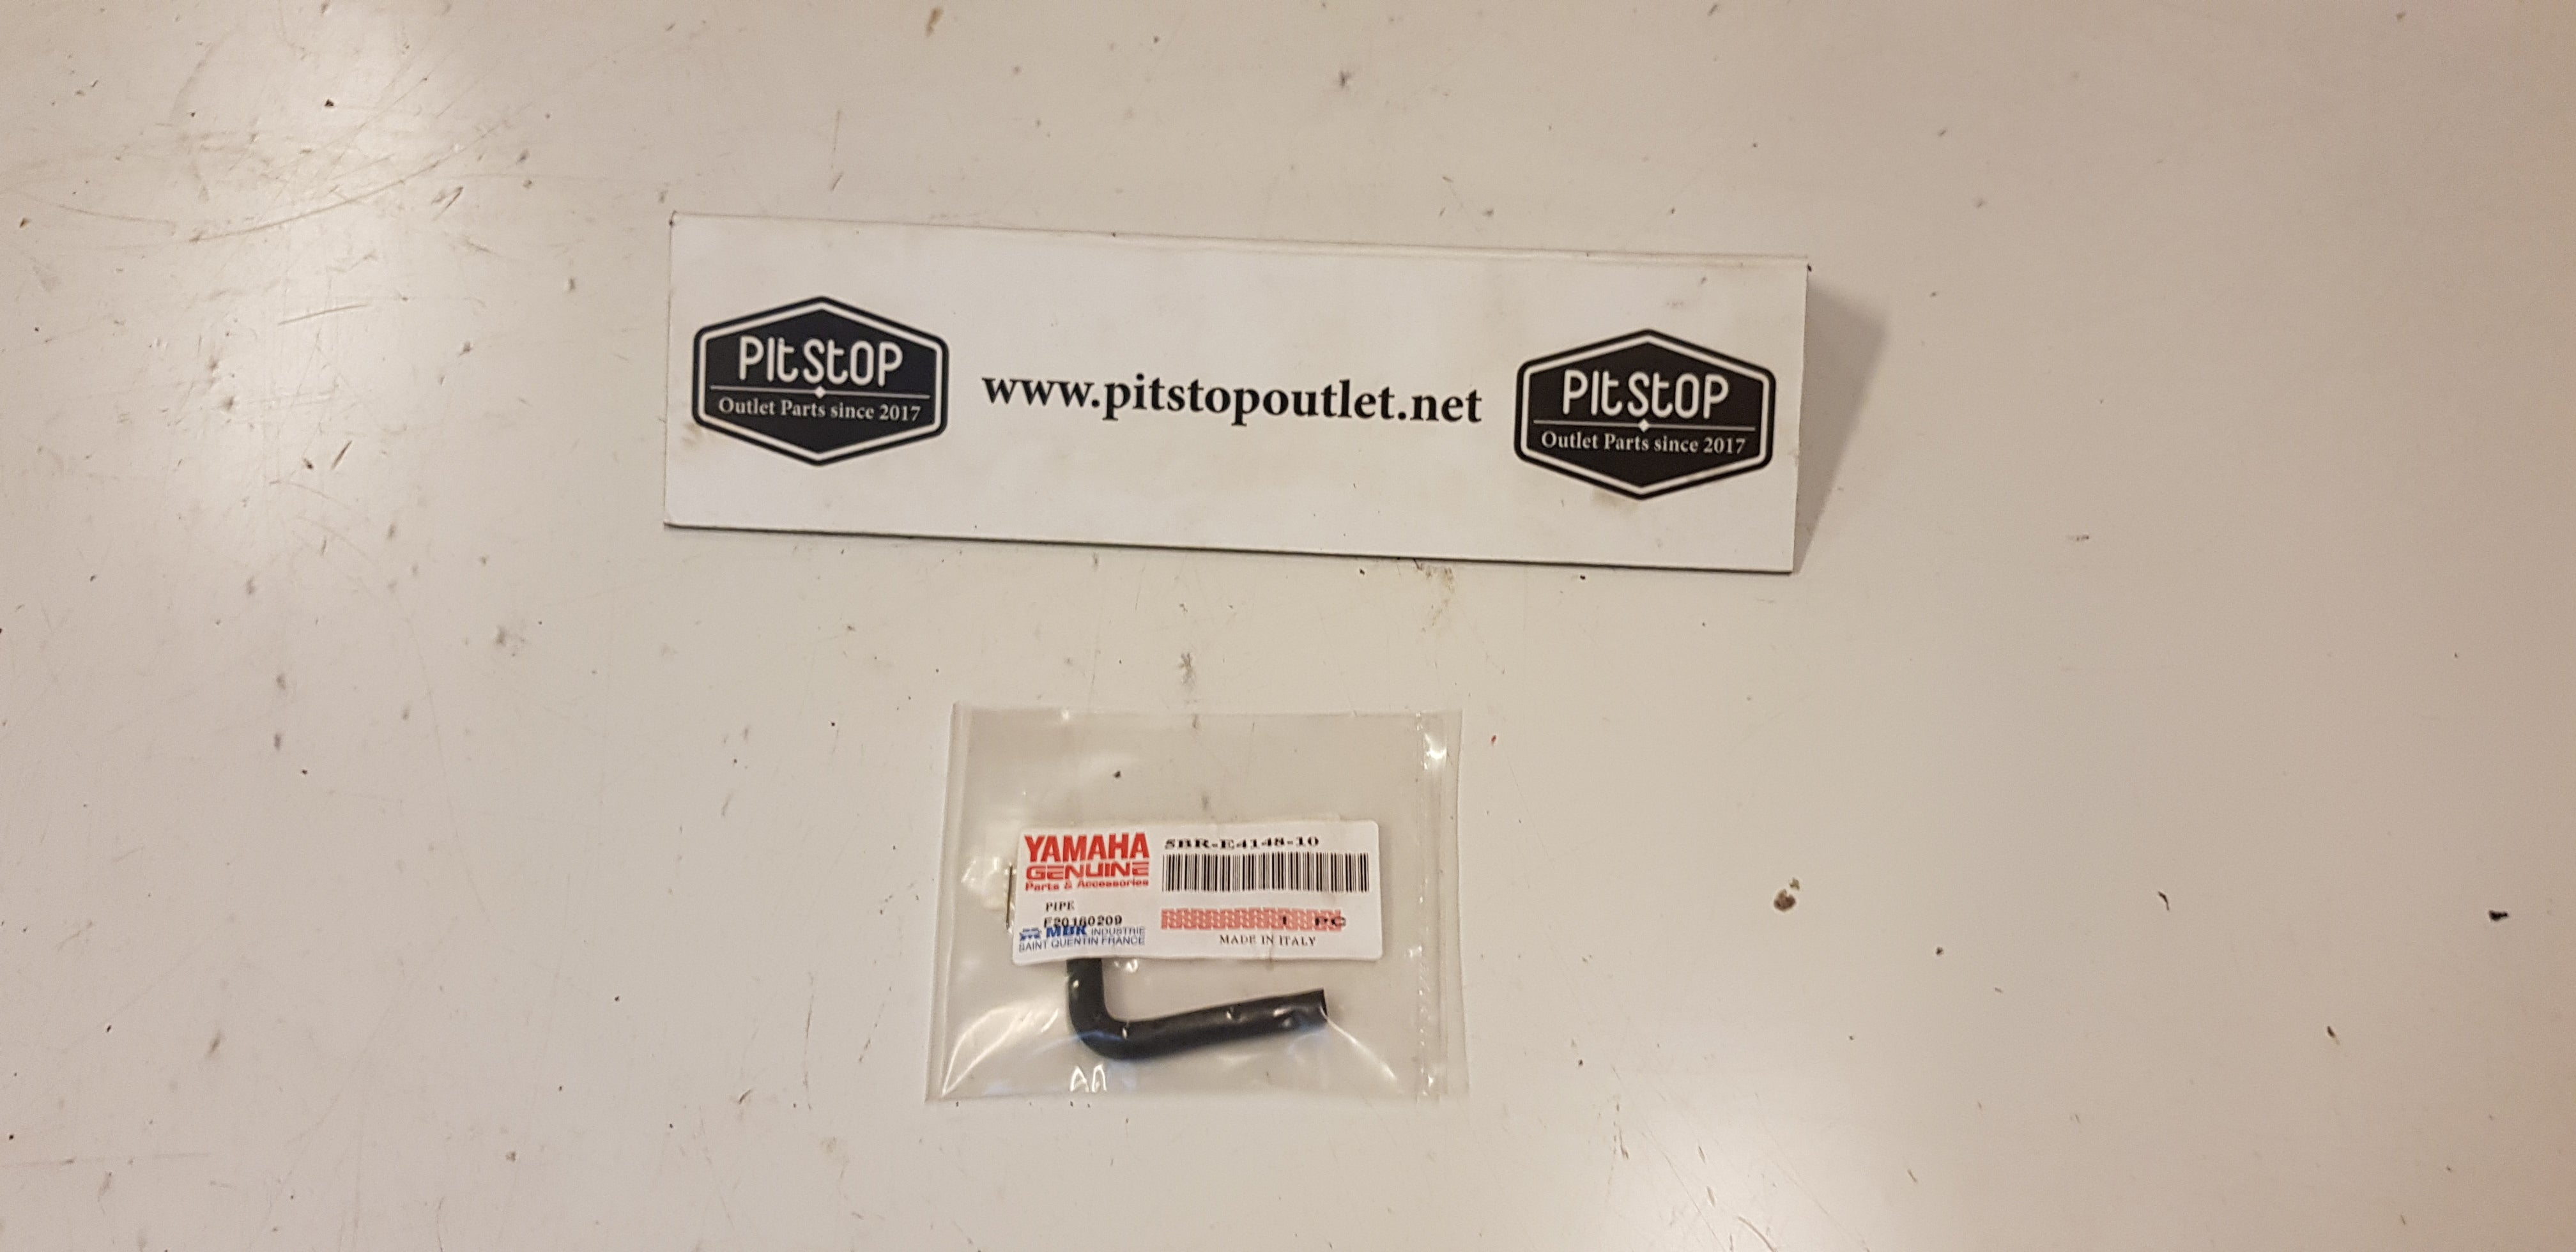 PitStop
Outlet Parts since 2017
www.pitstopoutlet.net
PitStop
Outlet Parts since 2017
YAMAHA
GENUINE
Parts & Accessories
5BR-E4148-10
PIPE
F20160209
MBK INDUSTRIE
SAINT QUENTIN FRANCE
1 PC
MADE IN ITALY